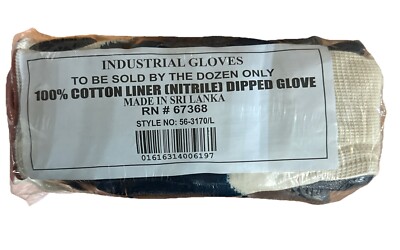 INDUSTRIAL GLOVES
TO BE SOLD BY THE DOZEN ONLY
100% COTTON LINER (NITRILE) DIPPED GLOVE
MADE IN SRI LANKA
RN # 67368
STYLE NO: 56-3170/L
01616314006197